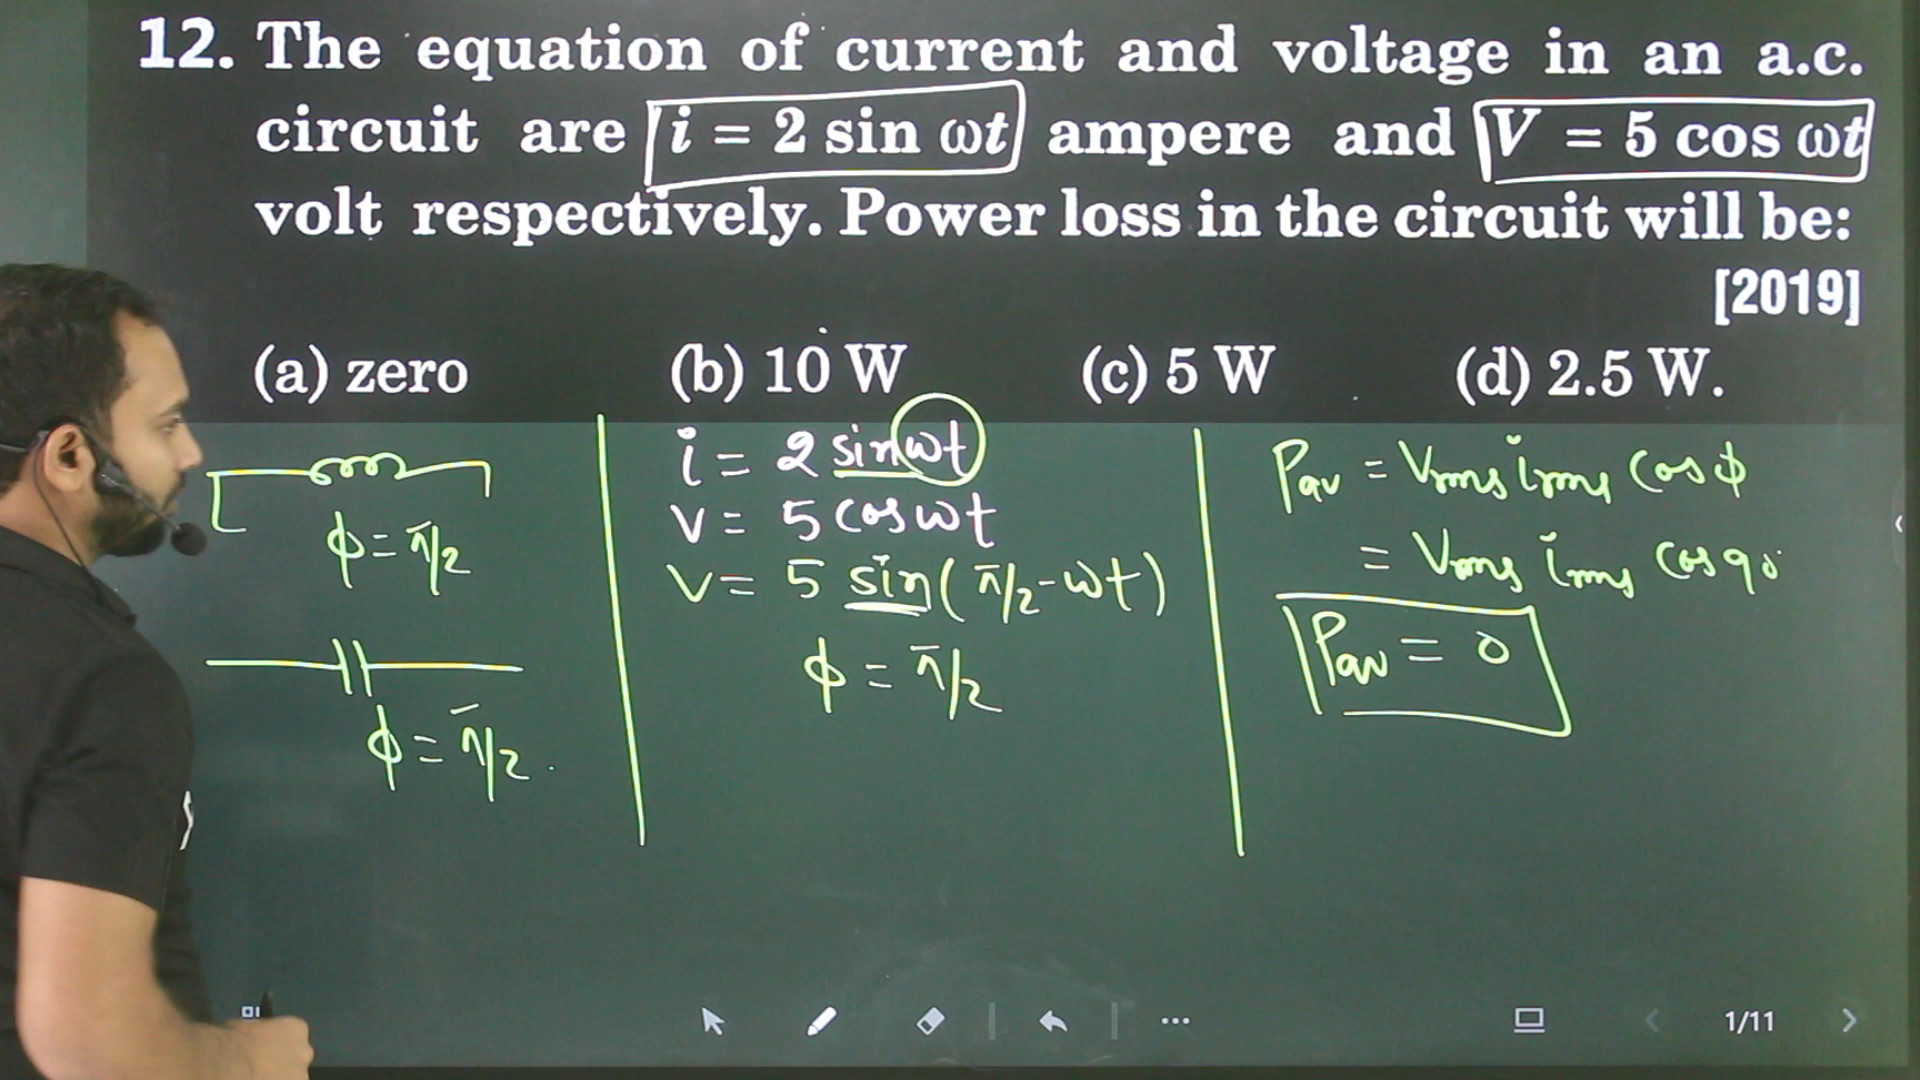 12. The equation of current and voltage in an a.c.
circuit are i = 2 sin ωt ampere and V = 5 cos ωt
volt respectively. Power loss in the circuit will be:
[2019]
(a) zero (b) 10 W (c) 5 W (d) 2.5 W.
ϕ = π/2
ϕ = π/2.
i = 2 sin ωt
V = 5 cos ωt
V = 5 sin(π/2 - ωt)
ϕ = π/2
Pav = Vrms irms cos ϕ
= Vrms irms cos 90°
Pav = 0
1/11